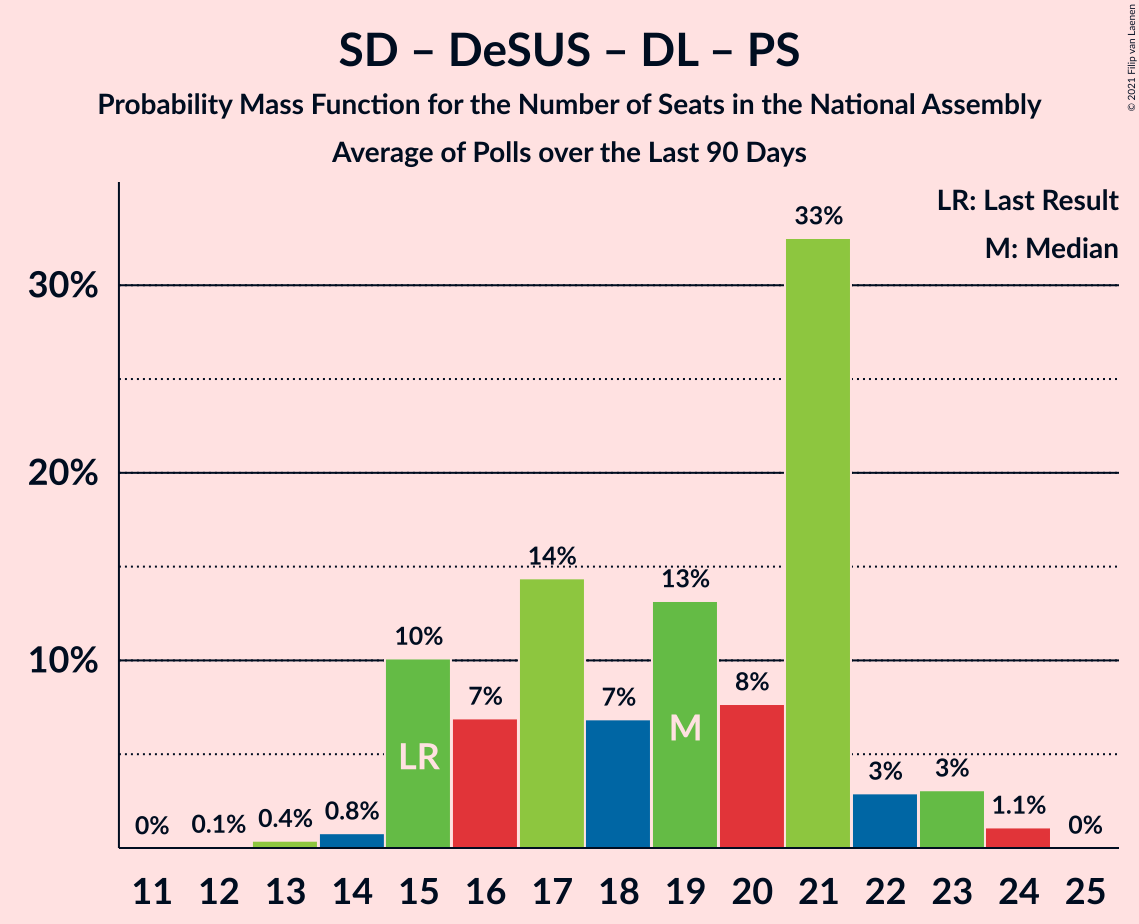 SD – DeSUS – DL – PS
Probability Mass Function for the Number of Seats in the National Assembly
Average of Polls over the Last 90 Days
© 2021 Filip van Laenen
LR: Last Result
M: Median
30%
20%
10%
0% 0.1% 0.4% 0.8% 10% 7% 14% 7% 13% 8% 33% 3% 3% 1.1% 0%
LR M
11 12 13 14 15 16 17 18 19 20 21 22 23 24 25